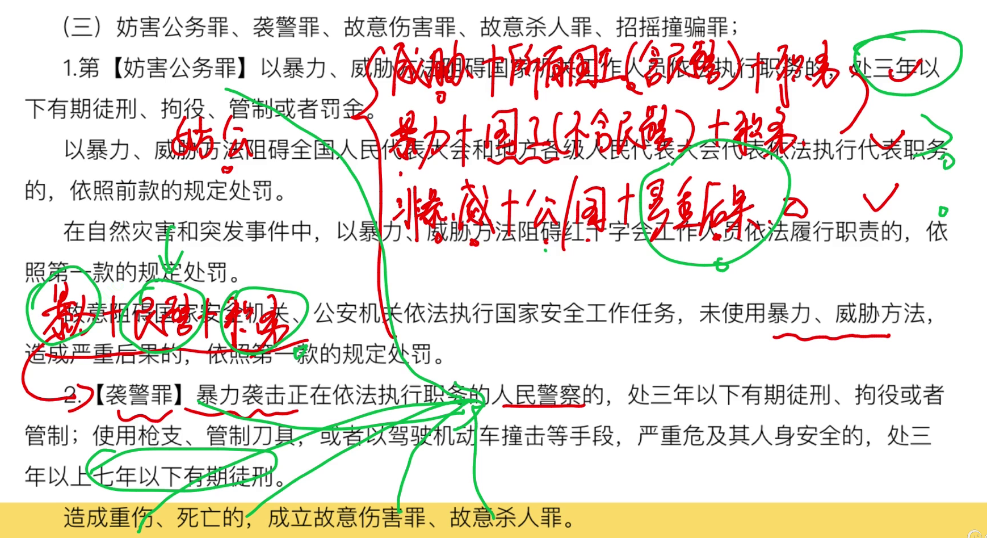 （三）妨害公务罪、袭警罪、故意伤害罪、故意杀人罪、招摇撞骗罪；
1.第【妨害公务罪】以暴力、威胁方法阻碍国家机关工作人员依法执行职务的，处三年以
下有期徒刑、拘役、管制或者罚金。
以暴力、威胁方法阻碍全国人民代表大会和地方各级人民代表大会代表依法执行代表职务
的，依照前款的规定处罚。
在自然灾害和突发事件中，以暴力、威胁方法阻碍红十字会工作人员依法履行职责的，依
照第一款的规定处罚。
故意阻碍国家安全机关、公安机关依法执行国家安全工作任务，未使用暴力、威胁方法，
造成严重后果的，依照第一款的规定处罚。
2.【袭警罪】暴力袭击正在依法执行职务的人民警察的，处三年以下有期徒刑、拘役或者
管制；使用枪支、管制刀具，或者以驾驶机动车撞击等手段，严重危及其人身安全的，处三
年以上七年以下有期徒刑。
造成重伤、死亡的，成立故意伤害罪、故意杀人罪。
威胁+所有国工(含民警)+职务
妨公
暴力+国工(不含民警)+职务
非暴、威+公/国+严重后果
暴力+民警+职务